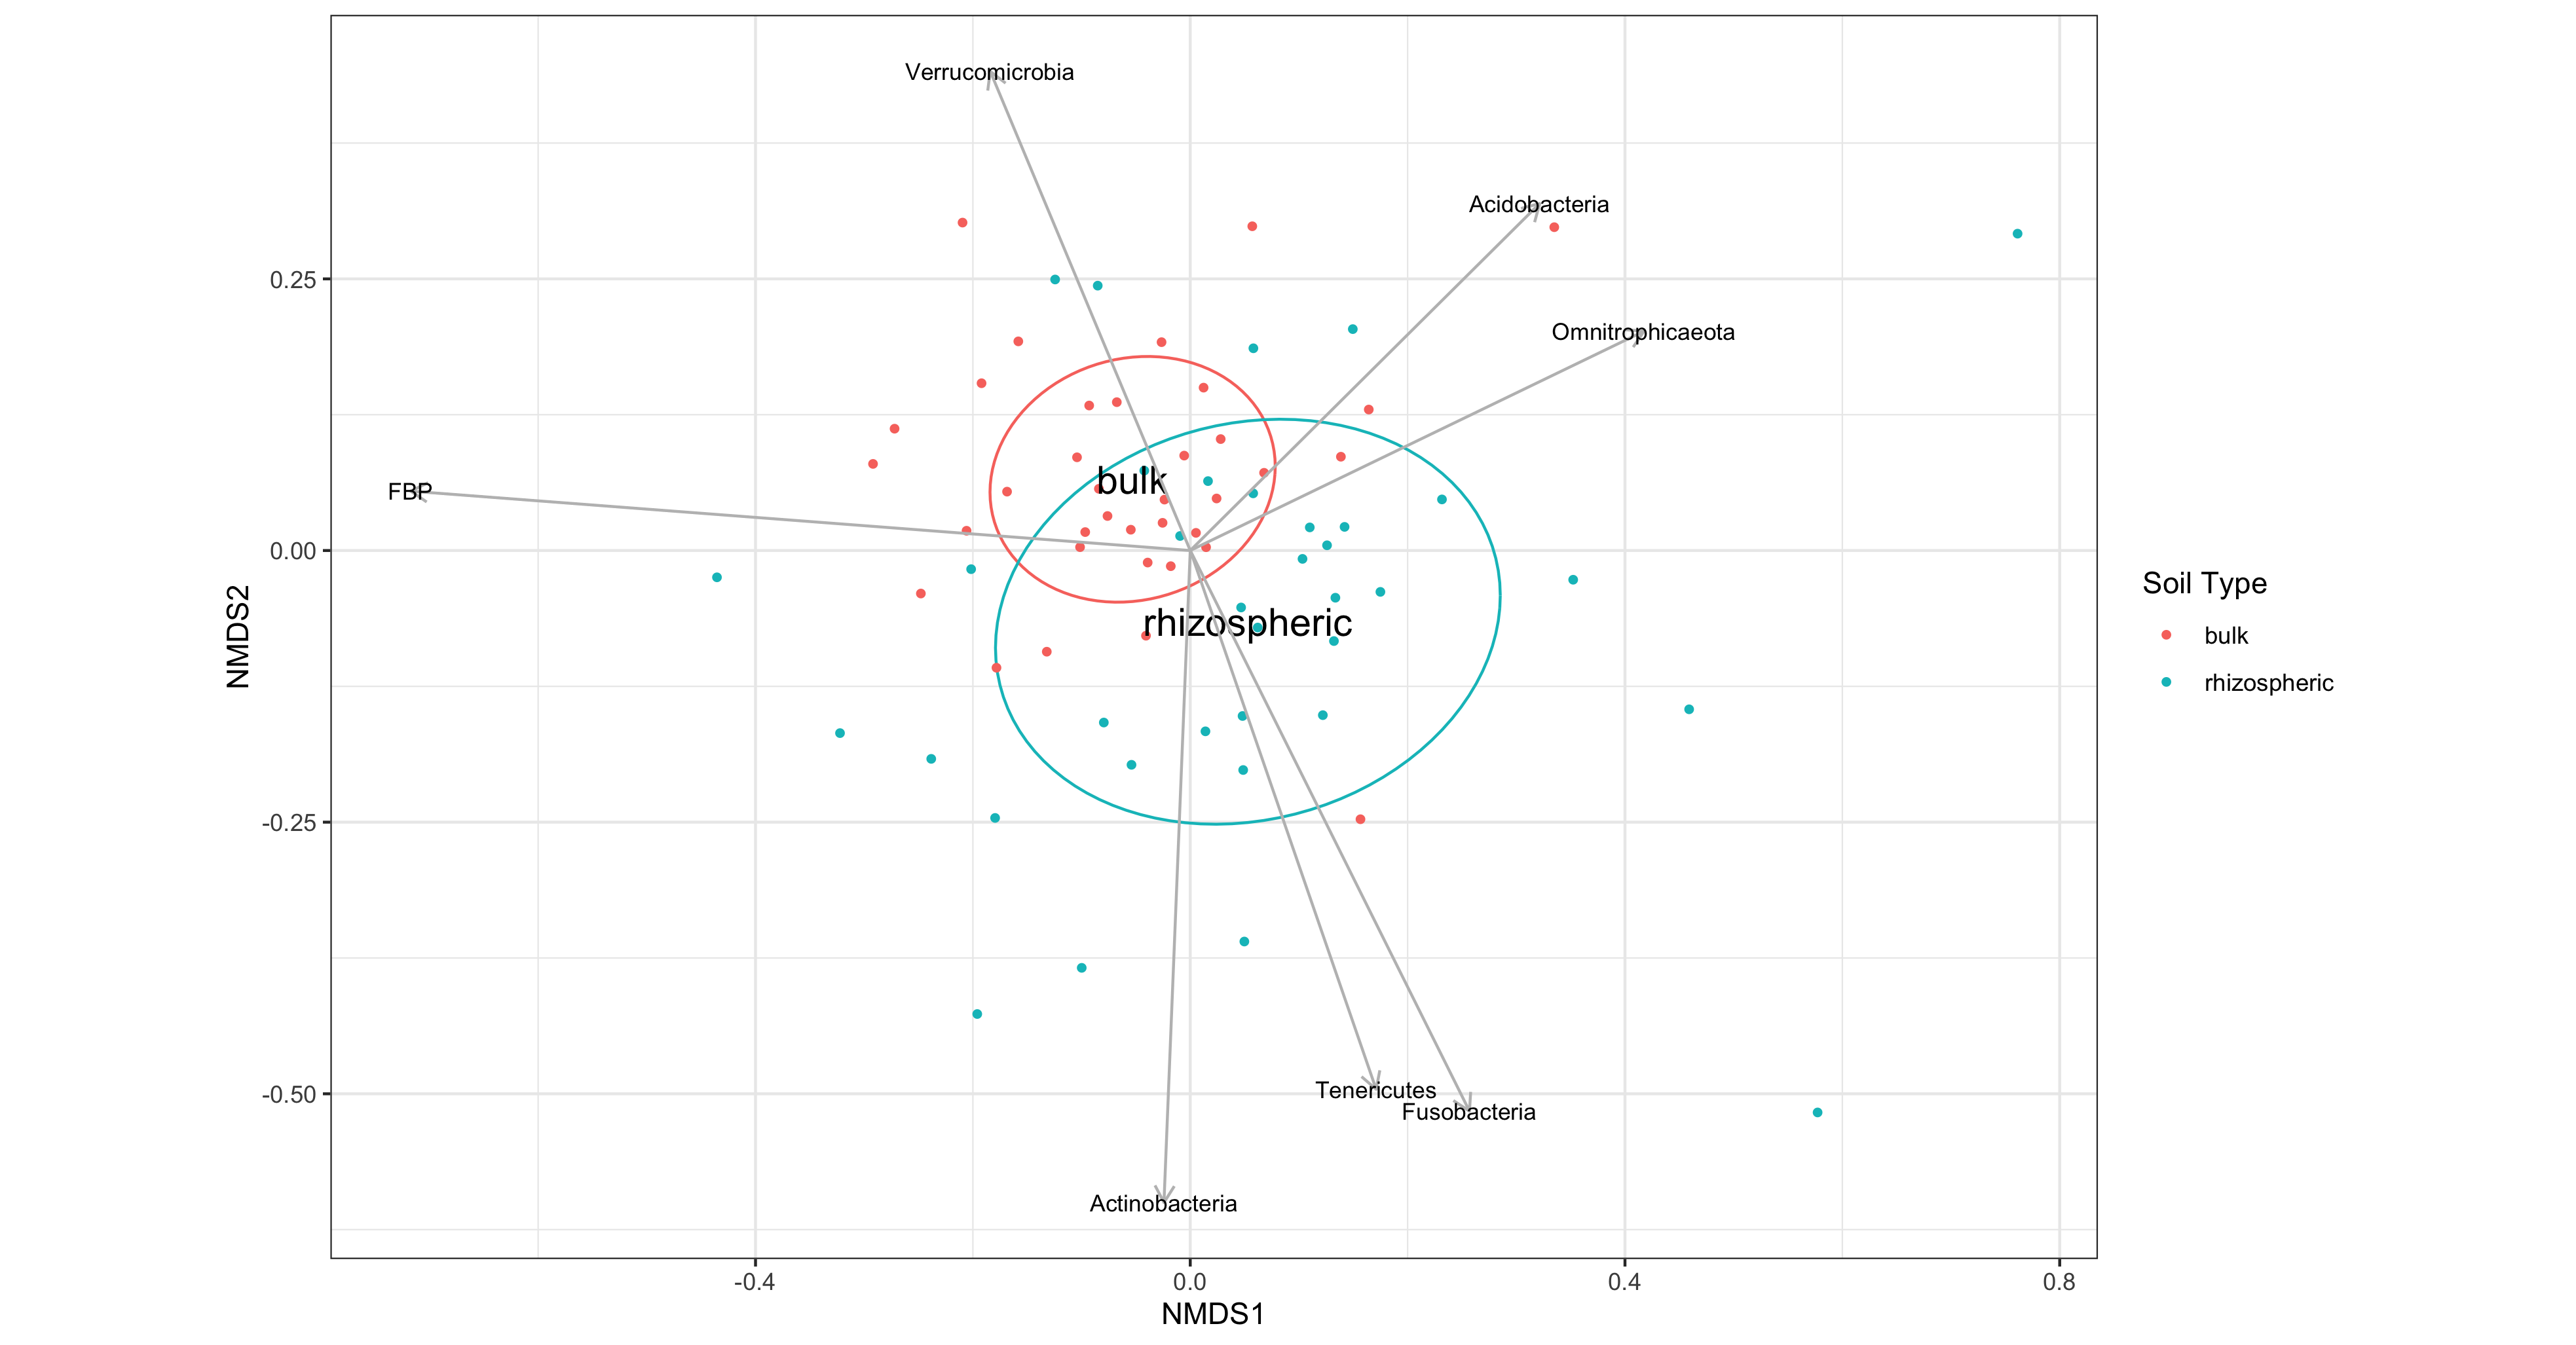 Verrucomicrobia
Acidobacteria
Omnitrophicaeota
FBP
bulk
rhizospheric
Tenericutes
Fusobacteria
Actinobacteria
0.25
0.00
-0.25
-0.50
NMDS2
-0.4 0.0 0.4 0.8
NMDS1
Soil Type
bulk
rhizospheric